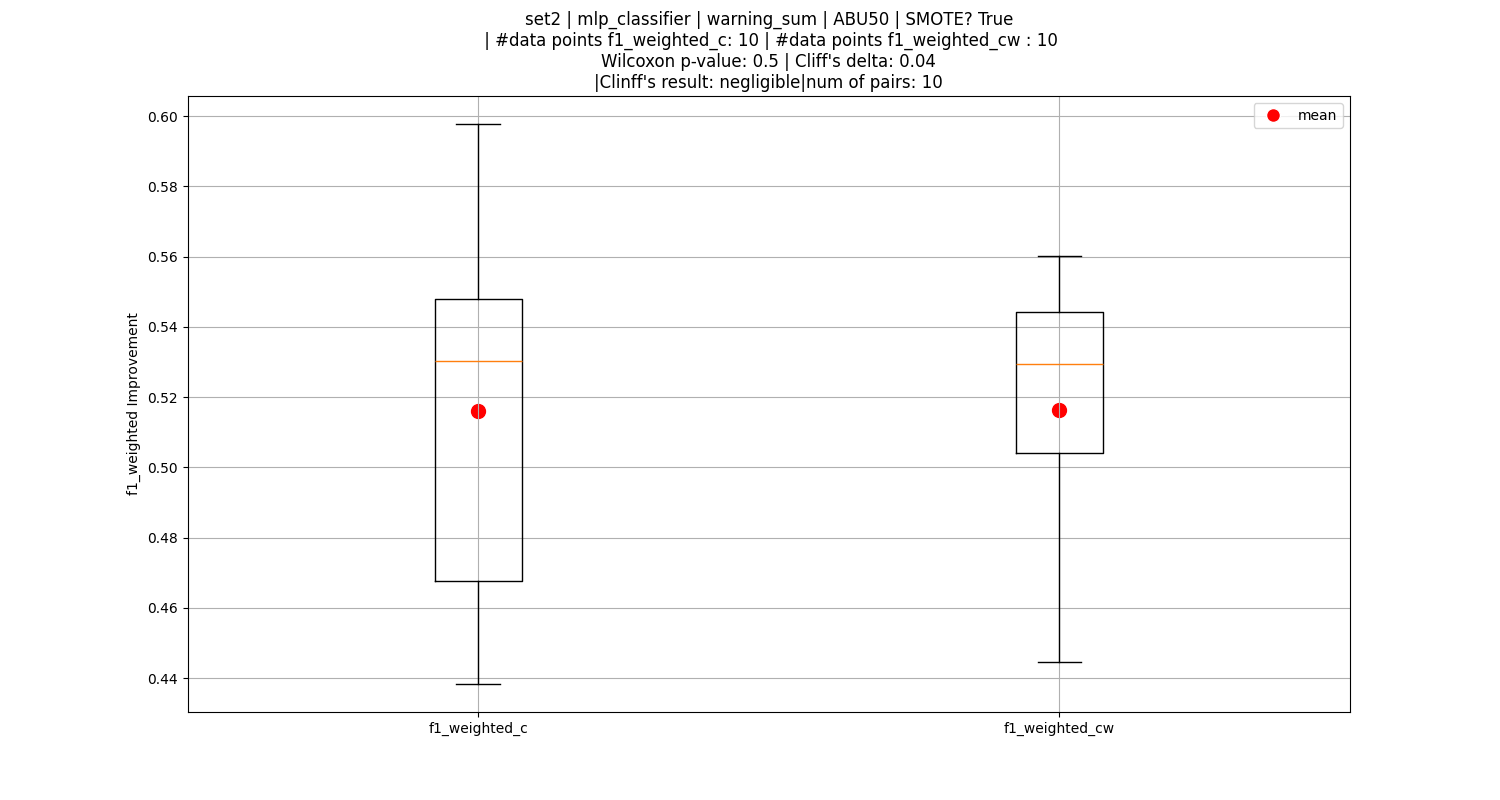 set2 | mlp_classifier | warning_sum | ABU50 | SMOTE? True
| #data points f1_weighted_c: 10 | #data points f1_weighted_cw : 10
Wilcoxon p-value: 0.5 | Cliff's delta: 0.04
|Clinff's result: negligible|num of pairs: 10
mean
0.60
0.58
0.56
0.54
0.52
0.50
0.48
0.46
0.44
f1_weighted Improvement
f1_weighted_c
f1_weighted_cw